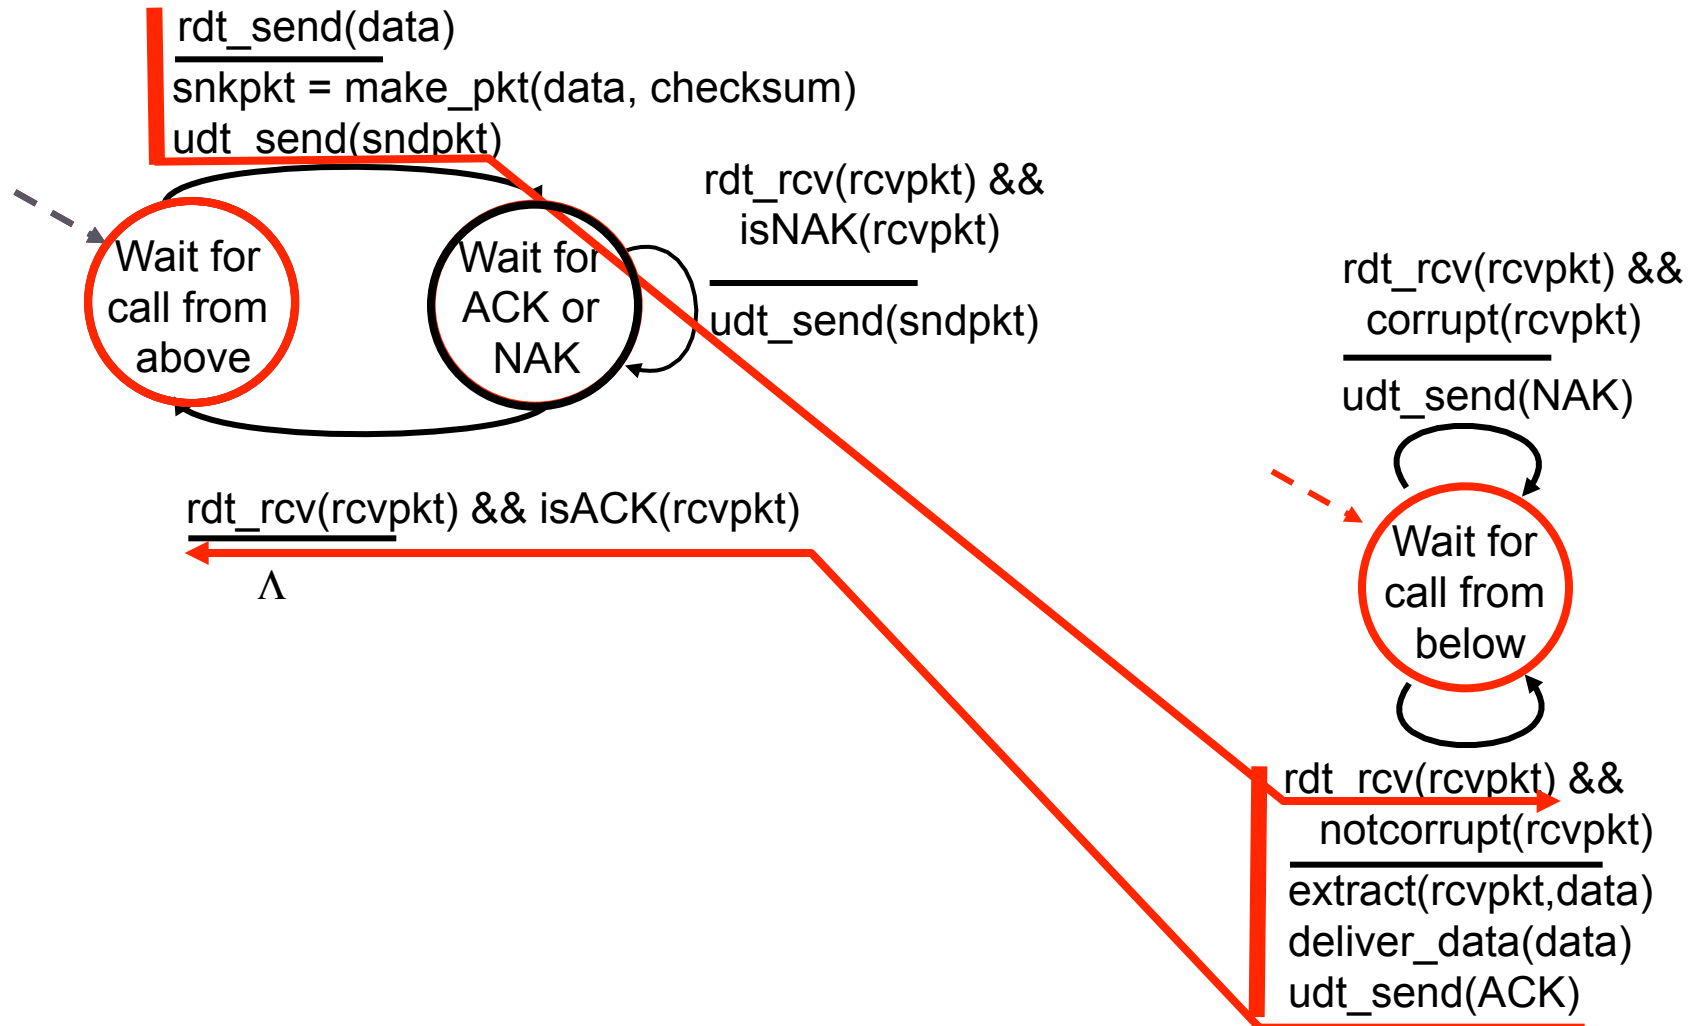 rdt_send(data)
snkpkt = make_pkt(data, checksum)
udt_send(sndpkt)
rdt_rcv(rcvpkt) &&
isNAK(rcvpkt)
udt_send(sndpkt)
Wait for
call from
above
Wait for
ACK or
NAK
rdt_rcv(rcvpkt) && isACK(rcvpkt)
Λ
rdt_rcv(rcvpkt) &&
corrupt(rcvpkt)
udt_send(NAK)
Wait for
call from
below
rdt_rcv(rcvpkt) &&
notcorrupt(rcvpkt)
extract(rcvpkt,data)
deliver_data(data)
udt_send(ACK)